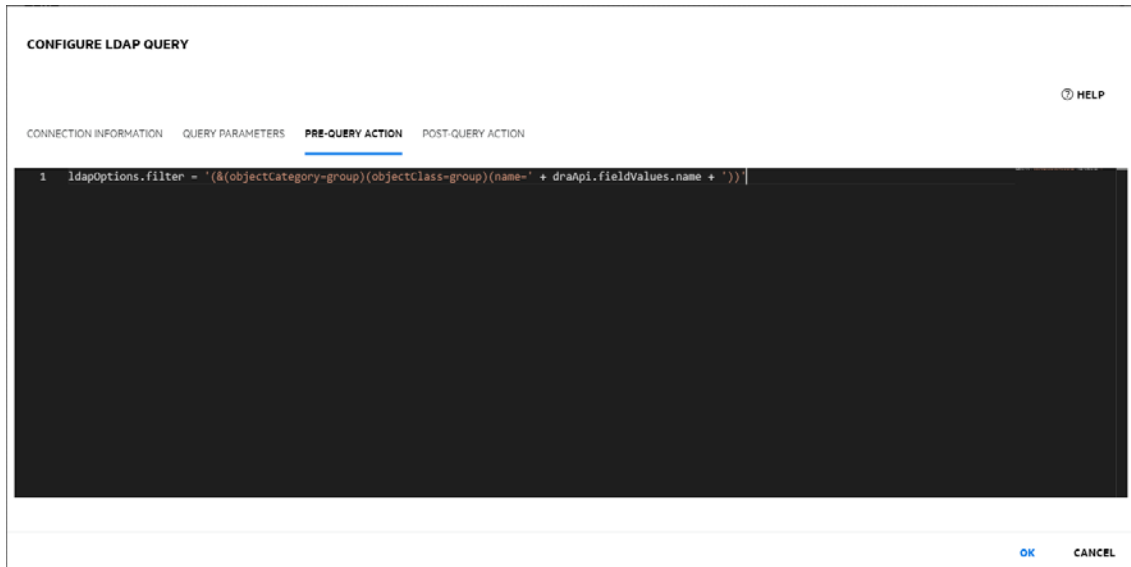 CONFIGURE LDAP QUERY
HELP
CONNECTION INFORMATION QUERY PARAMETERS PRE-QUERY ACTION POST-QUERY ACTION
1 ldapOptions.filter = '(&(objectCategory=group)(objectClass=group)(name=' + draApi.fieldValues.name + '))'
OK CANCEL